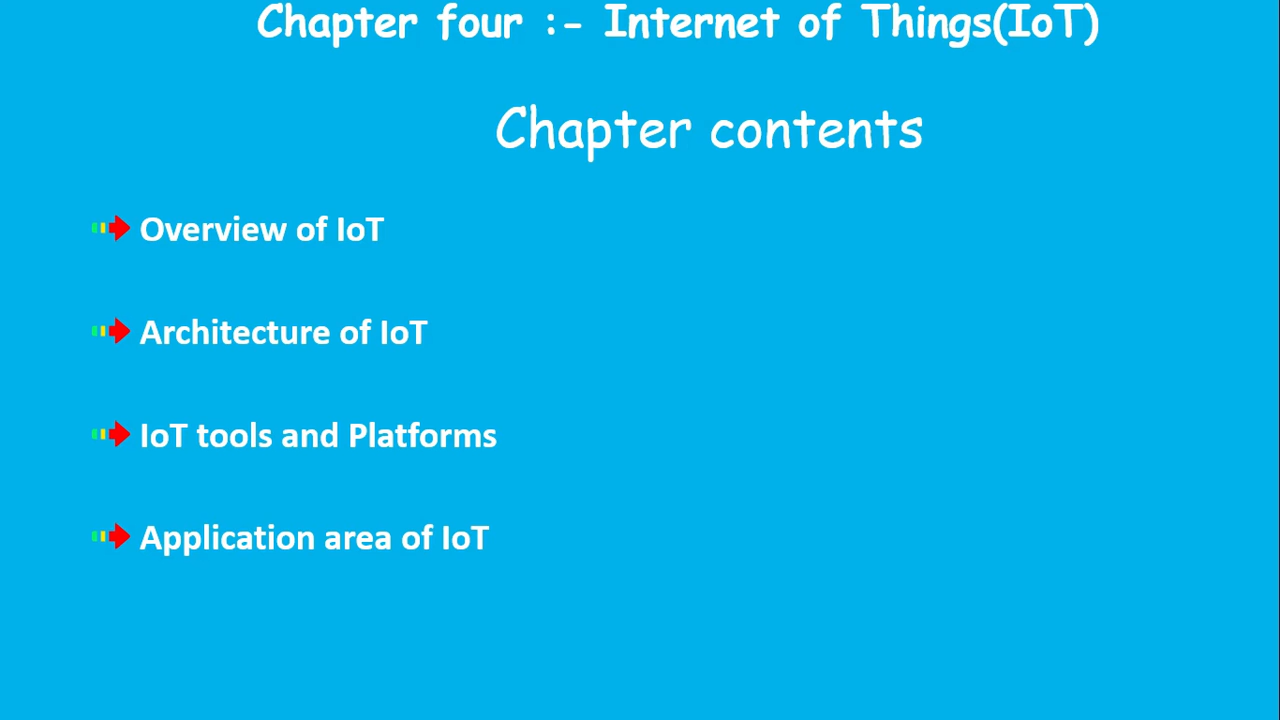 Chapter four :- Internet of Things(IoT)
Chapter contents
Overview of IoT
Architecture of IoT
IoT tools and Platforms
Application area of IoT